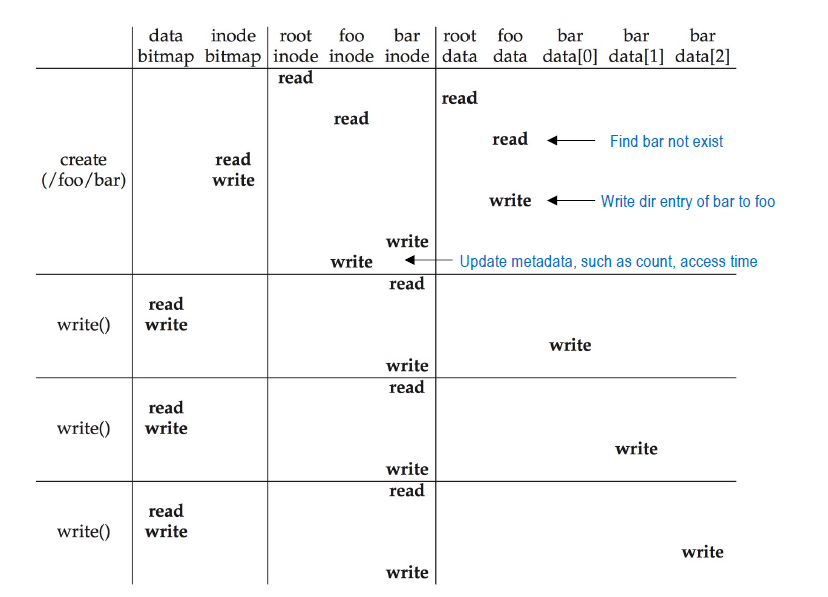 data inode root foo bar root foo bar bar bar
bitmap bitmap inode inode inode data data data[0] data[1] data[2]
read
read
read
read Find bar not exist
create read
(/foo/bar) write
write Write dir entry of bar to foo
write
write Update metadata, such as count, access time
read
read
write() write
write
write
read
read
write() write
write
write
read
read
write() write
write
write